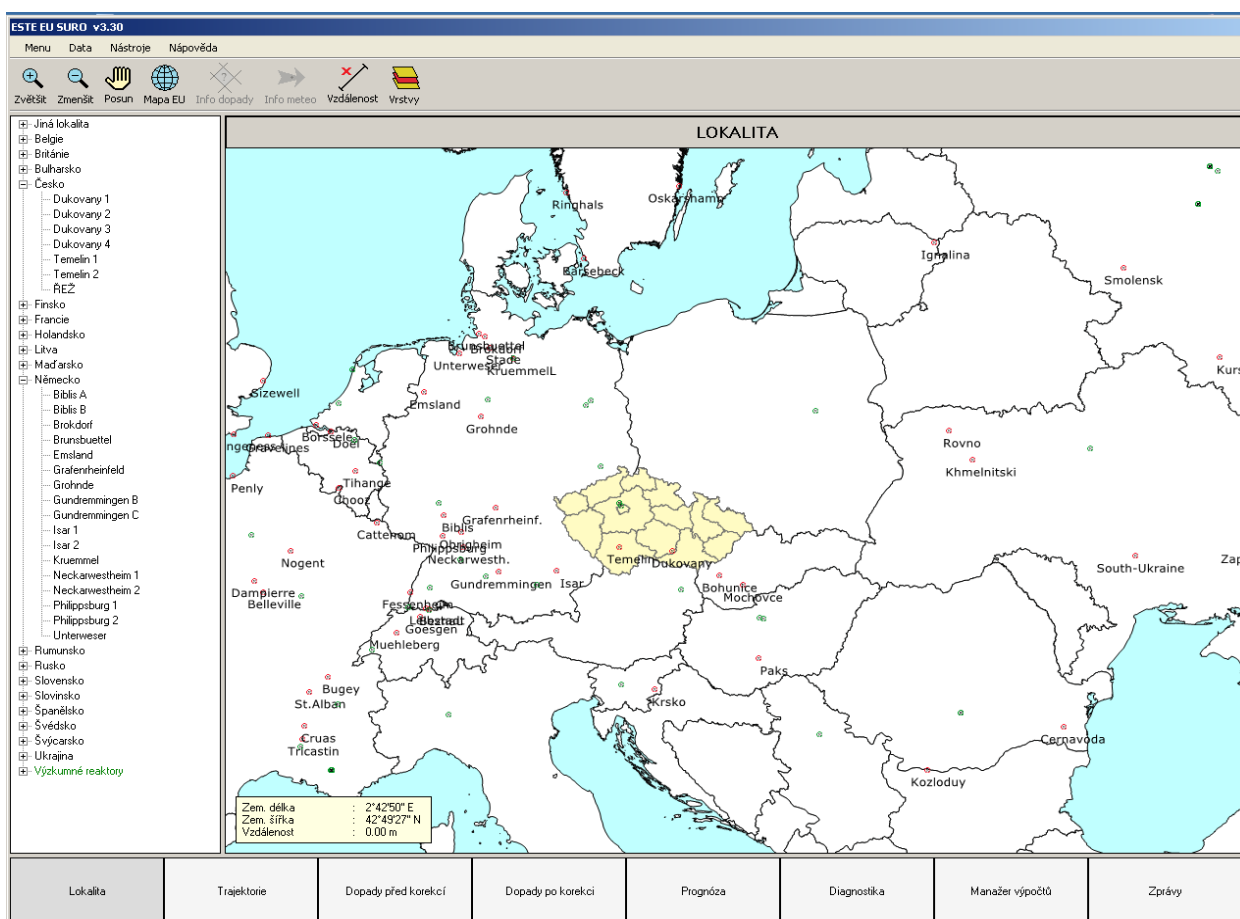 ESTE EU SURO v3.30
Menu Data Nástroje Nápověda
Zvětšit Zmenšit Posun Mapa EU Info dopady Info meteo Vzdálenost Vrstvy
LOKALITA
Jiná lokalita
Belgie
Británie
Bulharsko
Česko
Dukovany 1
Dukovany 2
Dukovany 3
Dukovany 4
Temelin 1
Temelin 2
ŘEŽ
Finsko
Francie
Holandsko
Litva
Maďarsko
Německo
Biblis A
Biblis B
Brokdorf
Brunsbuettel
Emsland
Grafenrheinfeld
Grohnde
Gundremmingen B
Gundremmingen C
Isar 1
Isar 2
Kruemmel
Neckarwestheim 1
Neckarwestheim 2
Philippsburg 1
Philippsburg 2
Unterweser
Rumunsko
Rusko
Slovensko
Slovinsko
Španělsko
Švédsko
Švýcarsko
Ukrajina
Výzkumné reaktory
Ringhals
Oskarshamn
Barsebeck
Ignalina
Smolensk
Brunsbuettel
Brokdorf
Stade
Unterweser
KruemmelL
Kurs
Sizewell
Emsland
Grohnde
Borssele
Doel
Gravelines
Rovno
Khmelnitski
Penly
Tihange
Chooz
Grafenrheinf.
Biblis
Cattenom
Obrigheim
Philippsburg
Neckarwesth.
Nogent
Temelin
Dukovany
South-Ukraine
Zap
Gundremmingen
Isar
Bohunice
Mochovce
Dampierre
Belleville
Fessenheim
Beznau
Goesgen
Muehleberg
Paks
Bugey
St.Alban
Krsko
Cruas
Tricastin
Cernavoda
Kozloduy
Zem. délka : 2°42'50" E
Zem. šířka : 42°49'27" N
Vzdálenost : 0.00 m
Lokalita Trajektorie Dopady před korekcí Dopady po korekci Prognóza Diagnostika Manažer výpočtů Zprávy